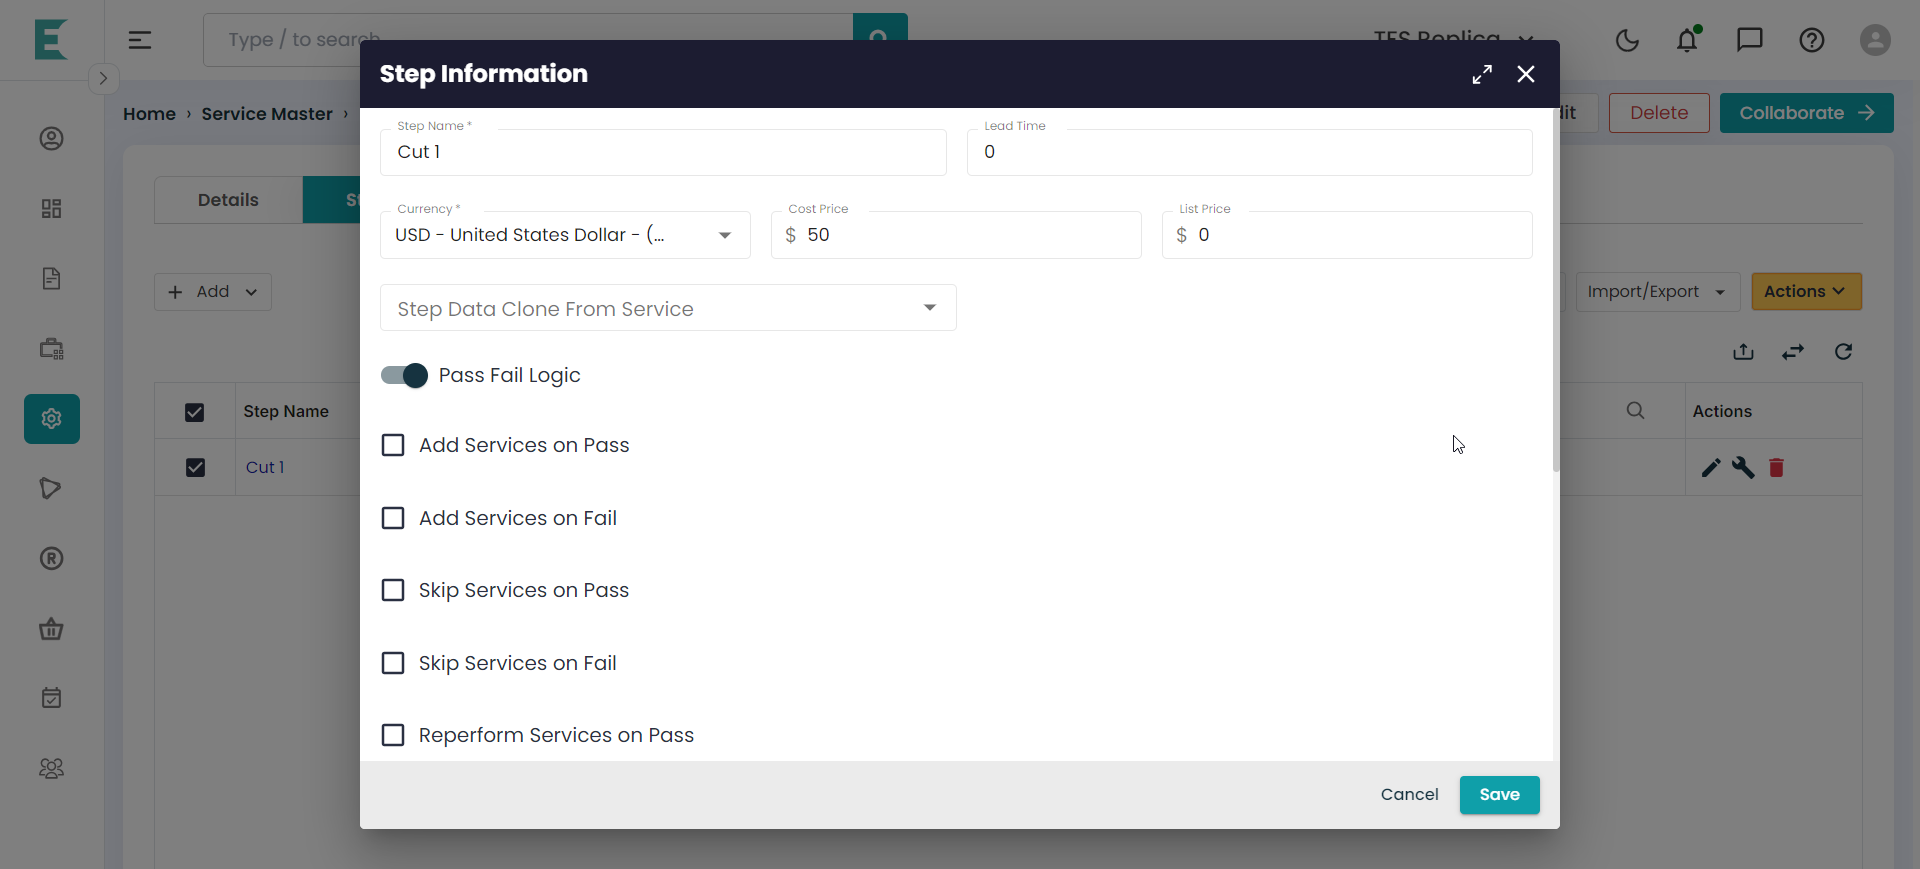 Type / to search
TFS Replica
Step Information
Home › Service Master ›
Delete
Collaborate
Step Name *
Cut 1
Lead Time
0
Details
Currency *
USD - United States Dollar - (...
Cost Price
$ 50
List Price
$ 0
Add
Import/Export
Actions
Step Data Clone From Service
Pass Fail Logic
Step Name
Actions
Add Services on Pass
Cut 1
Add Services on Fail
Skip Services on Pass
Skip Services on Fail
Reperform Services on Pass
Cancel
Save